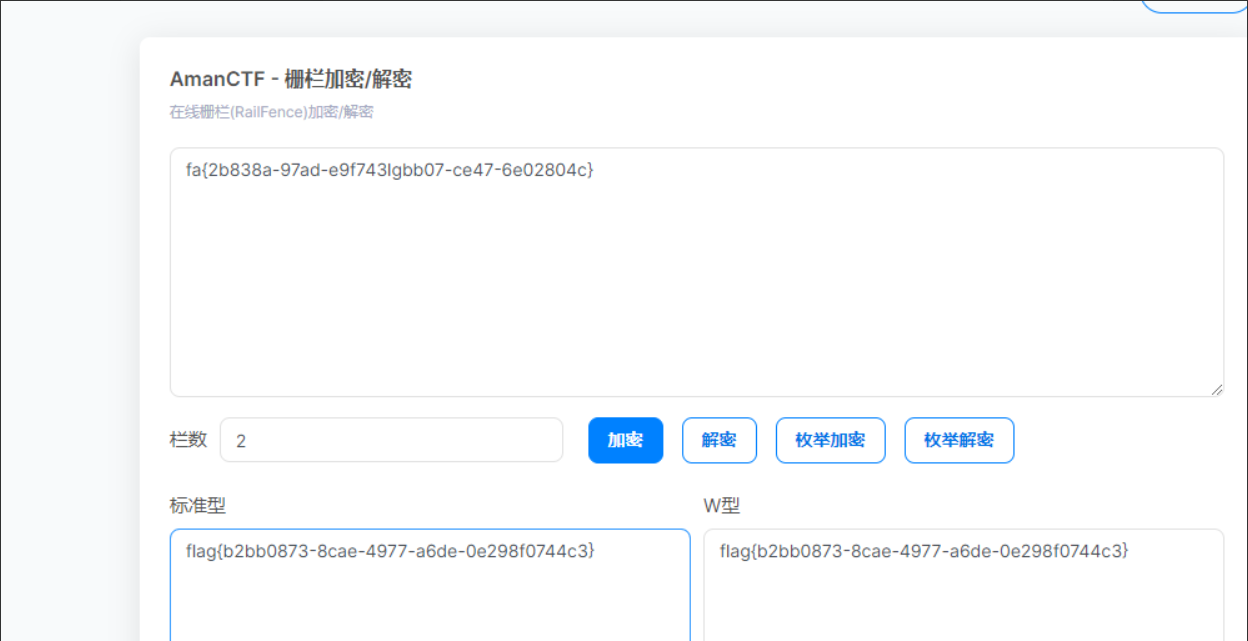 AmanCTF - 栅栏加密/解密
在线栅栏(RailFence)加密/解密
fa{2b838a-97ad-e9f743lgbb07-ce47-6e02804c}
栏数 2 加密 解密 枚举加密 枚举解密
标准型 W型
flag{b2bb0873-8cae-4977-a6de-0e298f0744c3} flag{b2bb0873-8cae-4977-a6de-0e298f0744c3}